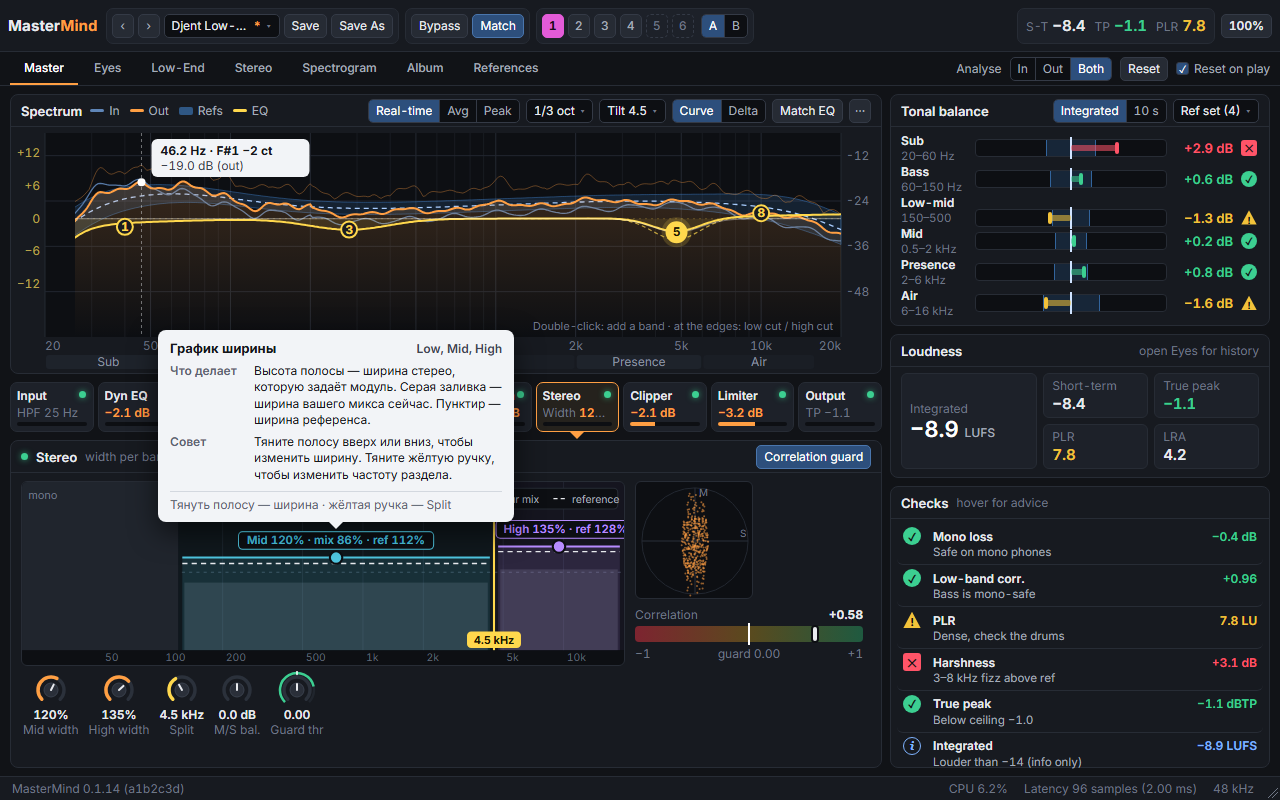 MasterMind
‹ › Djent Low-... * Save Save As Bypass Match 1 2 3 4 5 6 A B
S-T −8.4 TP −1.1 PLR 7.8 100%
Master Eyes Low-End Stereo Spectrogram Album References
Analyse In Out Both Reset Reset on play
Spectrum In Out Refs EQ Real-time Avg Peak 1/3 oct Tilt 4.5 Curve Delta Match EQ ...
+12 −12
+6 −24
0 −36
−6 −48
−12
46.2 Hz · F#1 −2 ct
−19.0 dB (out)
1 3 5 8
Double-click: add a band · at the edges: low cut / high cut
20 50 2k 5k 10k 20k
Sub Presence Air
Input
HPF 25 Hz
Dyn EQ
−2.1 dB
Stereo
Width 12...
Clipper
−2.1 dB
Limiter
−3.2 dB
Output
TP −1.1
График ширины Low, Mid, High
Что делает Высота полосы — ширина стерео,
которую задаёт модуль. Серая заливка —
ширина вашего микса сейчас. Пунктир —
ширина референса.
Совет Тяните полосу вверх или вниз, чтобы
изменить ширину. Тяните жёлтую ручку,
чтобы изменить частоту раздела.
Тянуть полосу — ширина · жёлтая ручка — Split
Stereo width per Correlation guard
mono mix reference
Mid 120% · mix 86% · ref 112%
High 135% · ref 128%
4.5 kHz
50 100 200 500 1k 2k 5k 10k
M
S
Correlation +0.58
−1 guard 0.00 +1
120% 135% 4.5 kHz 0.0 dB 0.00
Mid width High width Split M/S bal. Guard thr
Tonal balance Integrated 10 s Ref set (4)
Sub
20–60 Hz +2.9 dB
Bass
60–150 Hz +0.6 dB
Low-mid
150–500 −1.3 dB
Mid
0.5–2 kHz +0.2 dB
Presence
2–6 kHz +0.8 dB
Air
6–16 kHz −1.6 dB
Loudness open Eyes for history
Integrated
−8.9 LUFS
Short-term
−8.4
True peak
−1.1
PLR
7.8
LRA
4.2
Checks hover for advice
Mono loss −0.4 dB
Safe on mono phones
Low-band corr. +0.96
Bass is mono-safe
PLR 7.8 LU
Dense, check the drums
Harshness +3.1 dB
3–8 kHz fizz above ref
True peak −1.1 dBTP
Below ceiling −1.0
Integrated −8.9 LUFS
Louder than −14 (info only)
MasterMind 0.1.14 (a1b2c3d) CPU 6.2% Latency 96 samples (2.00 ms) 48 kHz